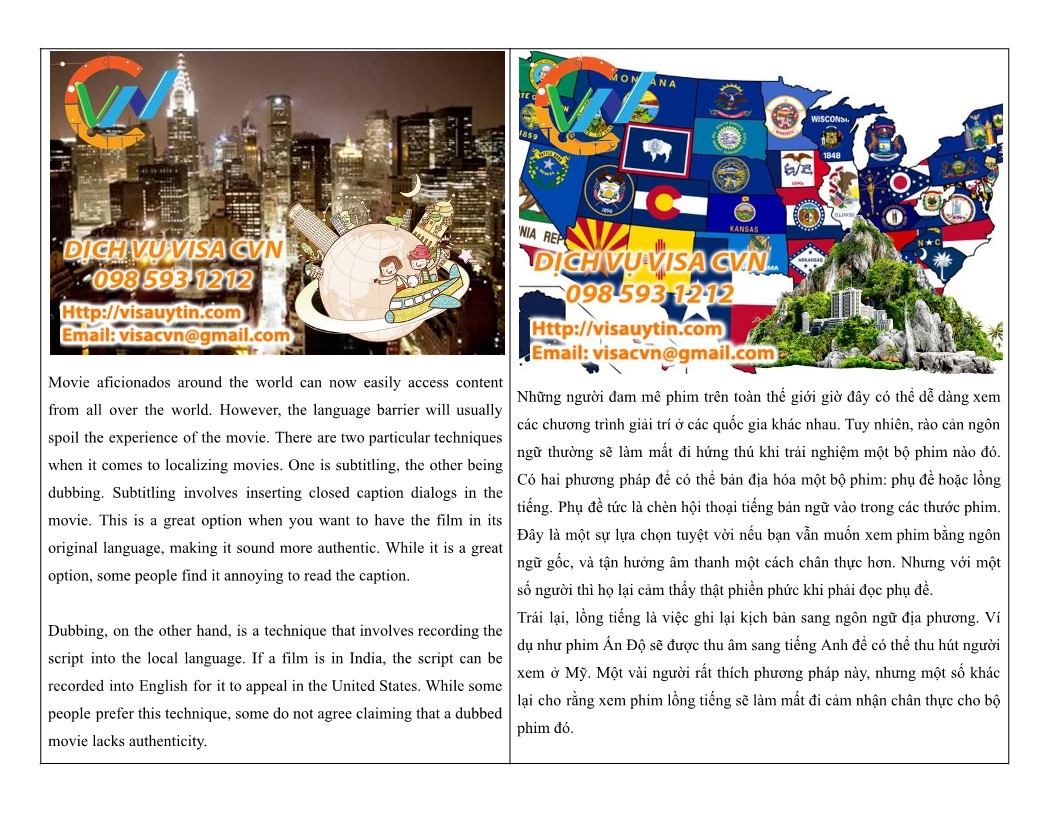 DỊCH VỤ VISA CVN
098 593 1212
Http://visauytin.com
Email: visacvn@gmail.com
Movie aficionados around the world can now easily access content
from all over the world. However, the language barrier will usually
spoil the experience of the movie. There are two particular techniques
when it comes to localizing movies. One is subtitling, the other being
dubbing. Subtitling involves inserting closed caption dialogs in the
movie. This is a great option when you want to have the film in its
original language, making it sound more authentic. While it is a great
option, some people find it annoying to read the caption.
Dubbing, on the other hand, is a technique that involves recording the
script into the local language. If a film is in India, the script can be
recorded into English for it to appeal in the United States. While some
people prefer this technique, some do not agree claiming that a dubbed
movie lacks authenticity.
MONTANA
WISCONSIN
1848
1859
IOWA
1896
ILLINOIS
KANSAS
NIA REP
N C
ARKANSAS
DỊCH VỤ VISA CVN
098 593 1212
Http://visauytin.com
Email: visacvn@gmail.com
Những người đam mê phim trên toàn thế giới giờ đây có thể dễ dàng xem
các chương trình giải trí ở các quốc gia khác nhau. Tuy nhiên, rào cản ngôn
ngữ thường sẽ làm mất đi hứng thú khi trải nghiệm một bộ phim nào đó.
Có hai phương pháp để có thể bản địa hóa một bộ phim: phụ đề hoặc lồng
tiếng. Phụ đề tức là chèn hội thoại tiếng bản ngữ vào trong các thước phim.
Đây là một sự lựa chọn tuyệt vời nếu bạn vẫn muốn xem phim bằng ngôn
ngữ gốc, và tận hưởng âm thanh một cách chân thực hơn. Nhưng với một
số người thì họ lại cảm thấy thật phiền phức khi phải đọc phụ đề.
Trái lại, lồng tiếng là việc ghi lại kịch bản sang ngôn ngữ địa phương. Ví
dụ như phim Ấn Độ sẽ được thu âm sang tiếng Anh để có thể thu hút người
xem ở Mỹ. Một vài người rất thích phương pháp này, nhưng một số khác
lại cho rằng xem phim lồng tiếng sẽ làm mất đi cảm nhận chân thực cho bộ
phim đó.